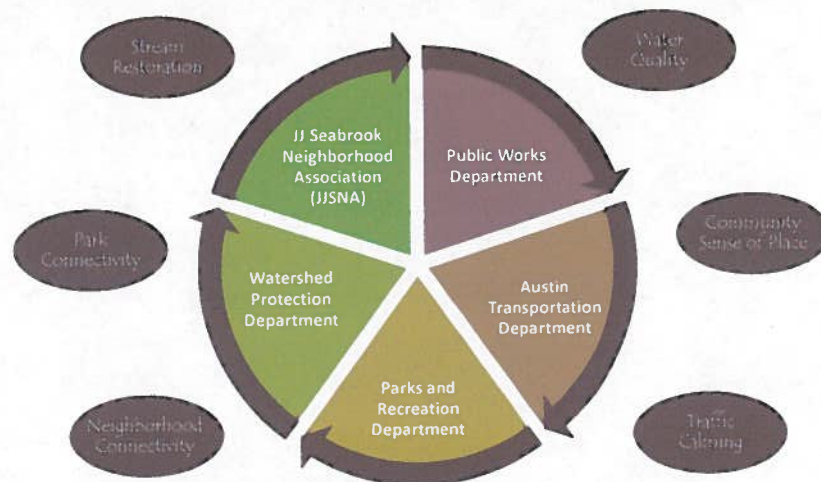 Stream
Restoration
Water
Quality
JJ Seabrook
Neighborhood
Association
(JJSNA)
Public Works
Department
Park
Connectivity
Community
Sense of Place
Watershed
Protection
Department
Austin
Transportation
Department
Parks and
Recreation
Department
Neighborhood
Connectivity
Traffic
Calming